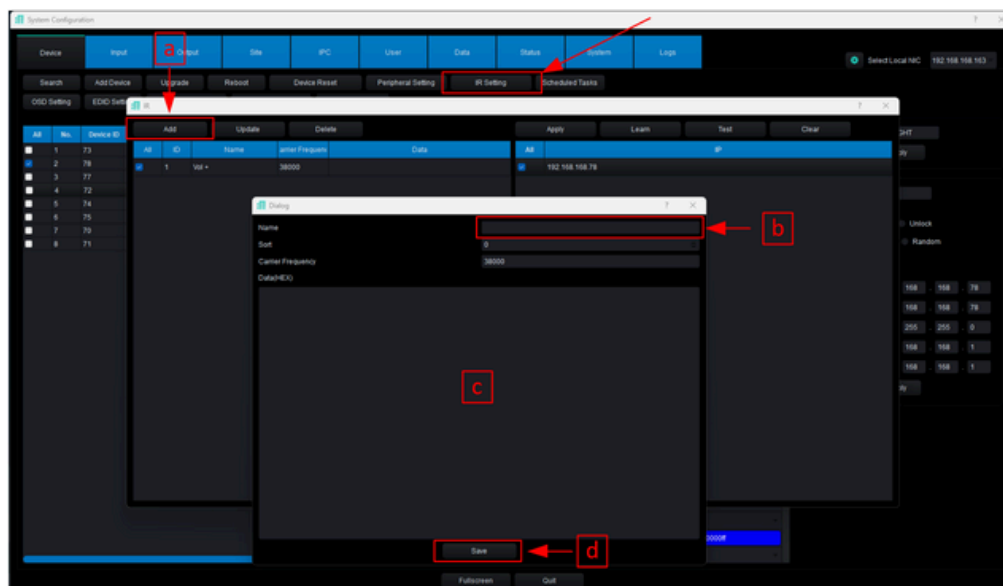 System Configuration
Device Input Output Site IPC User Data Status System Logs
Select Local NIC 192.168.168.163
Search Add Device Upgrade Reboot Device Reset Peripheral Setting IR Setting Scheduled Tasks
OSD Setting EDID
a
IR
Add Update Delete Apply Learn Test Clear
All No. Device ID
All ID Name Data
All IP
1 73
2 78
3 77
4 72
5 74
6 75
7 70
8 71
1 Vol + 38000
192.168.168.78
Dialog
Name
b
Sort 0
Carrier Frequency 38000
Data(HEX)
c
Unlock
Random
168 . 168 . 78
168 . 168 . 78
255 . 255 . 0
168 . 168 . 1
168 . 168 . 1
0000ff
Save
d
Fullscreen Quit